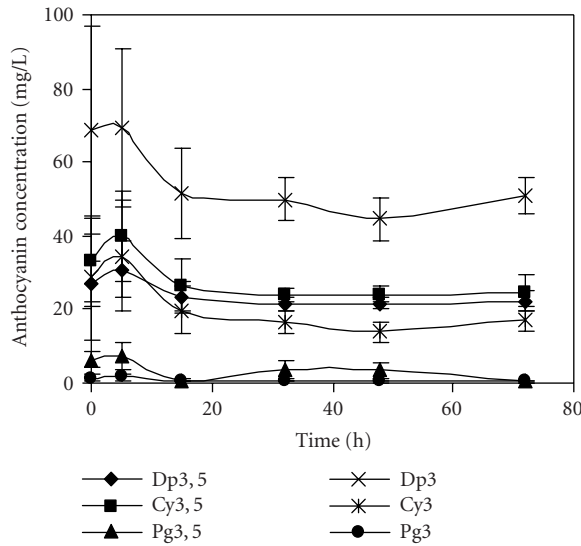 100
80
60
40
20
0
Anthocyanin concentration (mg/L)
0 20 40 60 80
Time (h)
Dp3, 5 Dp3
Cy3, 5 Cy3
Pg3, 5 Pg3